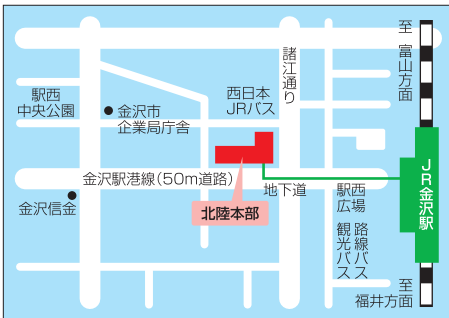 至
富山方面
諸江通り
西日本
JRバス
駅西
中央公園
金沢市
企業局庁舎
JR金沢駅
金沢駅港線（50m道路）
地下道
駅西
広場
金沢信金
北陸本部
路線バス
観光バス
至
福井方面